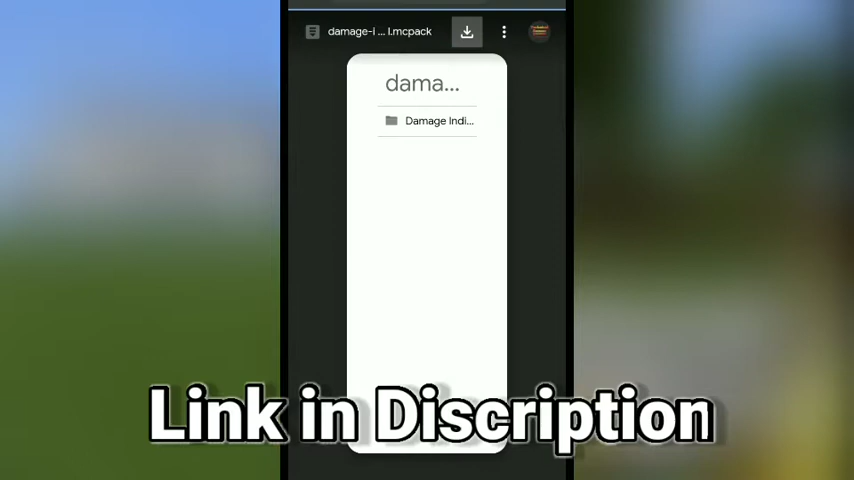 damage-i ... l.mcpack
dama...
Damage Indi...
Link in Discription